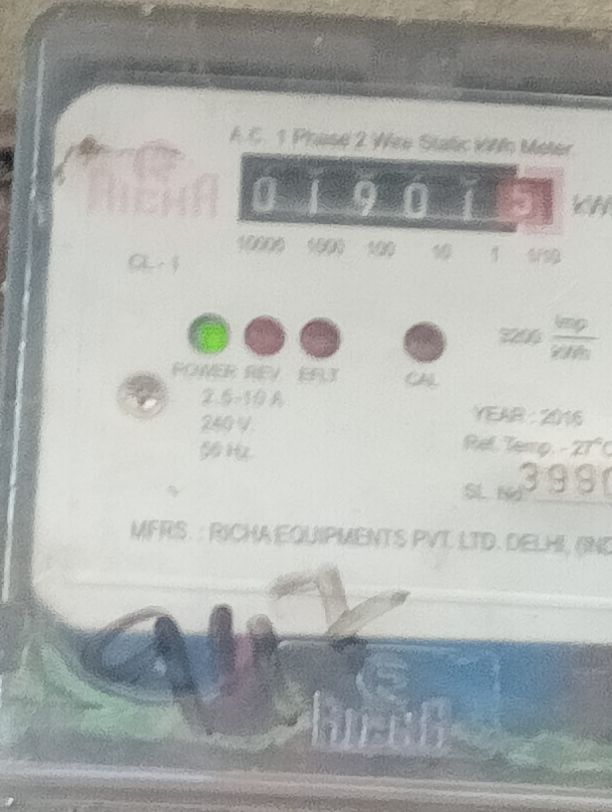 A.C. 1 Phase 2 Wire Static kWh Meter
RICHA
0 1 9 0 1 5
10000 1000 100 10 1 1/10
CL-1
3200 Imp
kWh
POWER REV EFLT CAL
2.5-10 A
240 V
50 Hz
YEAR : 2016
Ref. Temp. - 27°C
SL. No
MFRS. : RICHA EQUIPMENTS PVT. LTD. DELHI,
RICHA